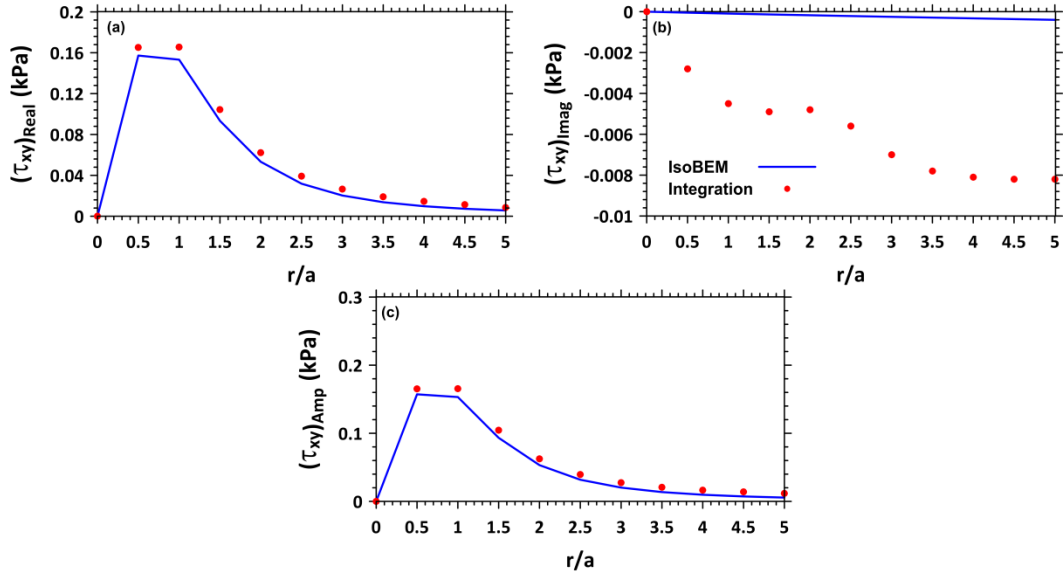 (a)
(τxy)Real (kPa)
0.2
0.16
0.12
0.08
0.04
0
0 0.5 1 1.5 2 2.5 3 3.5 4 4.5 5
r/a
(b)
(τxy)Imag (kPa)
0
-0.002
-0.004
-0.006
-0.008
-0.01
IsoBEM
Integration
0 0.5 1 1.5 2 2.5 3 3.5 4 4.5 5
r/a
(c)
(τxy)Amp (kPa)
0.3
0.2
0.1
0
0 0.5 1 1.5 2 2.5 3 3.5 4 4.5 5
r/a